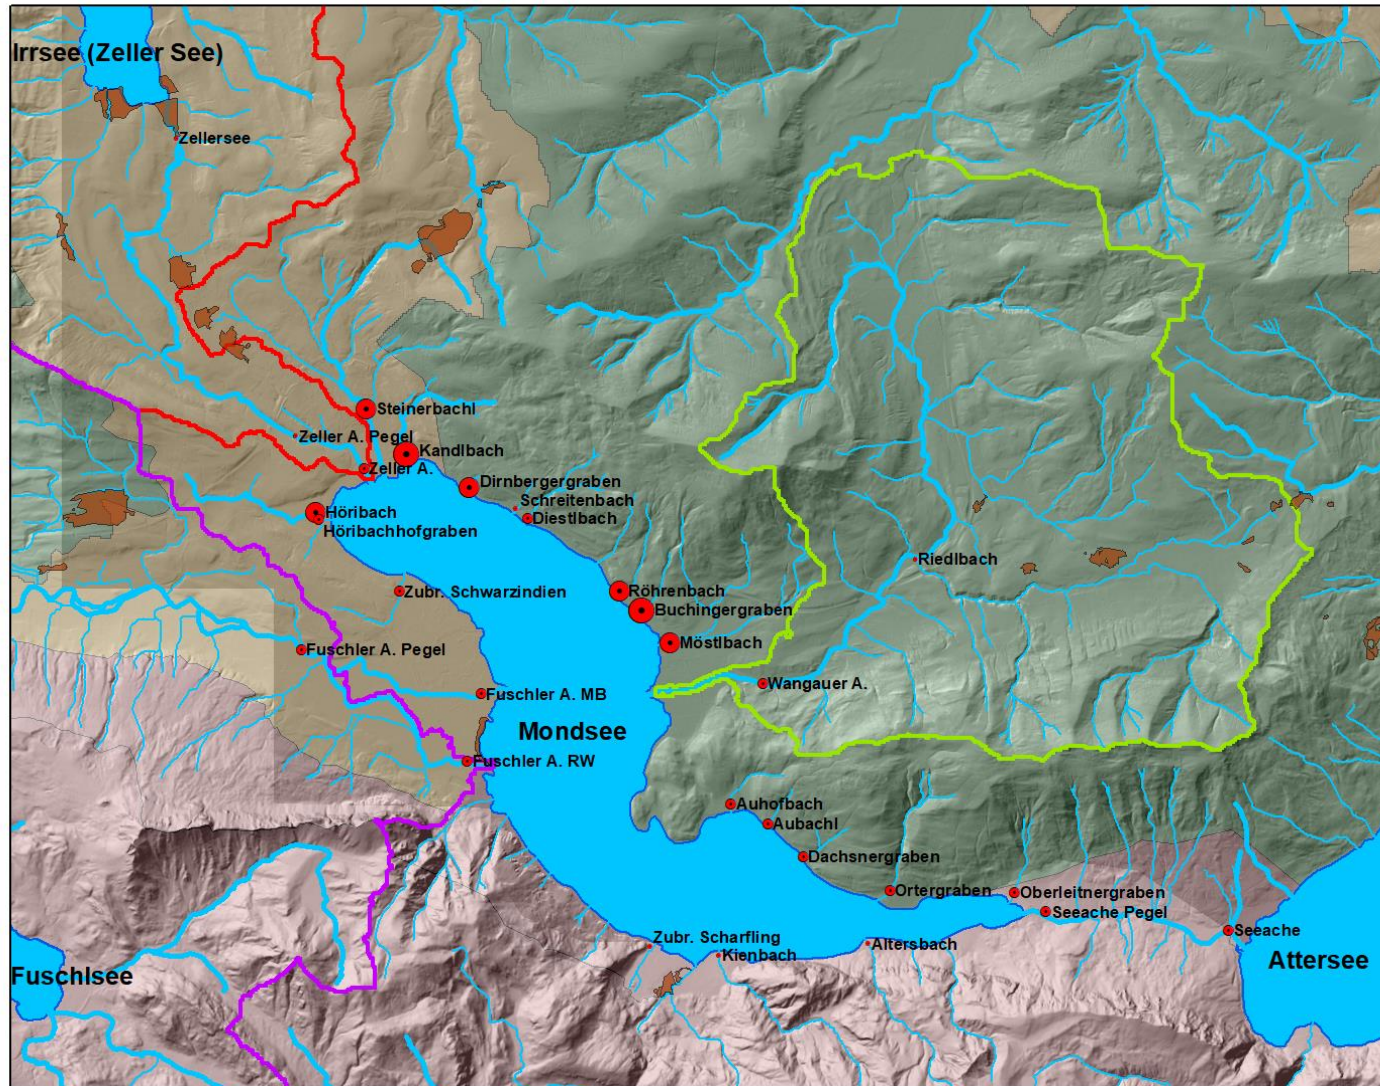 Irrsee (Zeller See)
Zellersee
Steinerbachl
Zeller A. Pegel
Kandlbach
Zeller A.
Dirnbergergraben
Schreitenbach
Höribach
Diestlbach
Höribachhofgraben
Riedlbach
Zubr. Schwarzindien
Röhrenbach
Buchingergraben
Möstlbach
Fuschler A. Pegel
Wangauer A.
Fuschler A. MB
Mondsee
Fuschler A. RW
Auhofbach
Aubachl
Dachsnergraben
Ortergraben
Oberleitnergraben
Seeache Pegel
Seeache
Zubr. Scharfling
Altersbach
Kienbach
Attersee
Fuschlsee